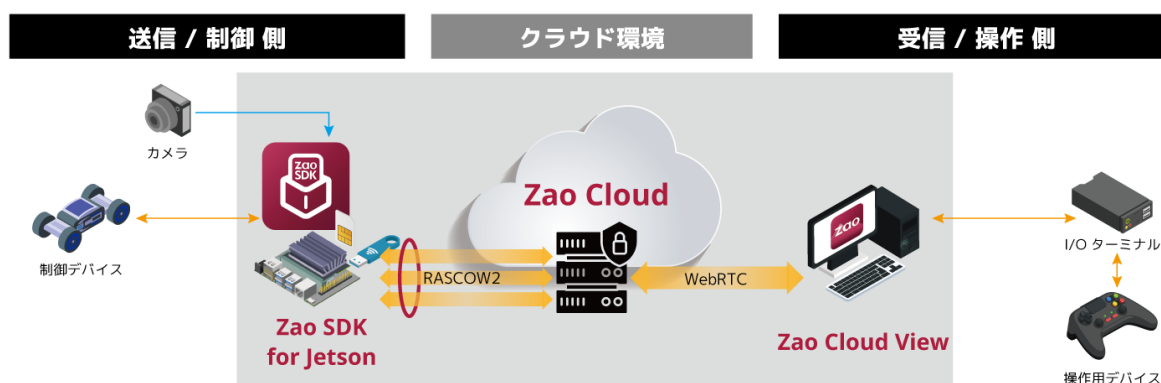 送信 / 制御 側
クラウド環境
受信 / 操作 側
カメラ
zao
SDK
制御デバイス
Zao SDK
for Jetson
RASCOW2
Zao Cloud
WebRTC
zao
Zao Cloud View
I/O ターミナル
操作用デバイス